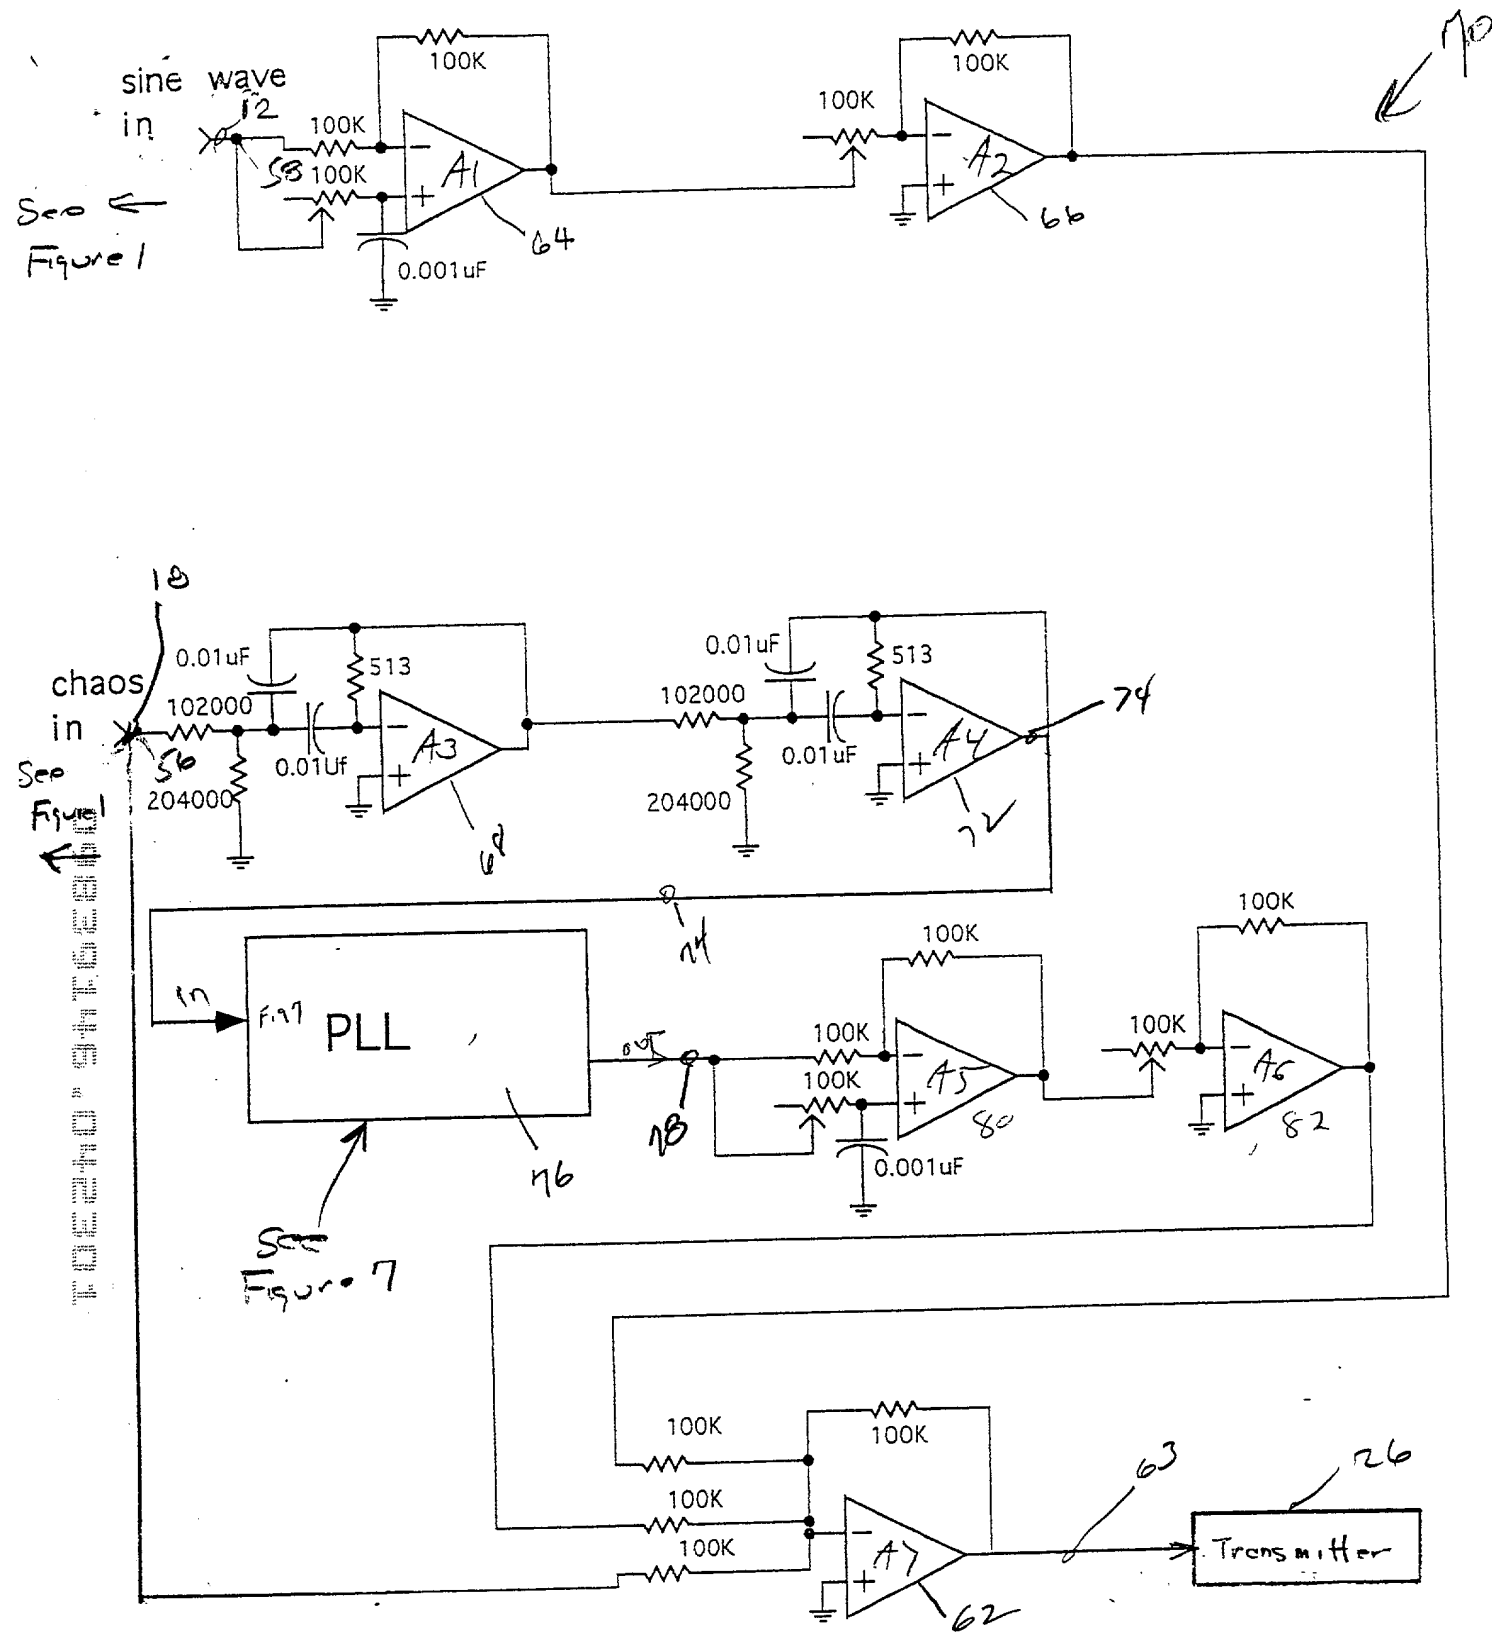 70
100K
100K
sine wave
in
12
100K
58
100K
A1
64
0.001uF
See
Figure 1
100K
A2
66
18
chaos
in
56
See
Figure 1
0.01uF
513
102000
0.01Uf
204000
A3
68
0.01uF
513
102000
0.01uF
204000
A4
72
74
74
in
Fig 7
PLL
out
76
78
See
Figure 7
100K
100K
100K
A5
80
0.001uF
100K
100K
A6
82
100K
100K
100K
100K
A7
62
63
26
Transmitter